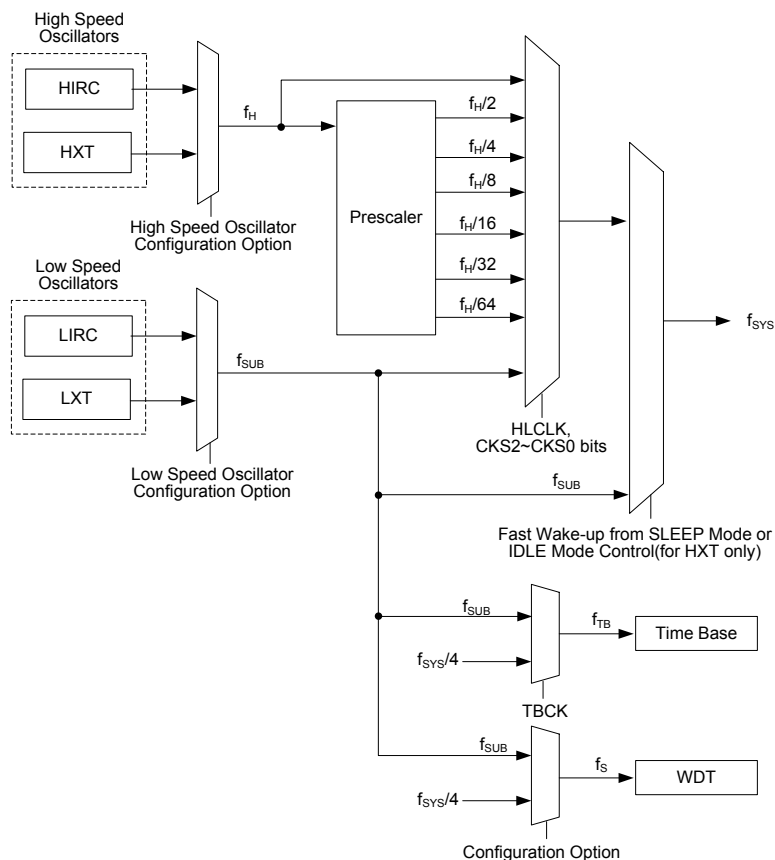 High Speed
Oscillators
HIRC
HXT
fH
High Speed Oscillator
Configuration Option
Prescaler
fH/2
fH/4
fH/8
fH/16
fH/32
fH/64
Low Speed
Oscillators
LIRC
LXT
fSUB
Low Speed Oscillator
Configuration Option
HLCLK,
CKS2~CKS0 bits
fSYS
fSUB
Fast Wake-up from SLEEP Mode or
IDLE Mode Control(for HXT only)
fSUB
fSYS/4
fTB
Time Base
TBCK
fSUB
fSYS/4
fS
WDT
Configuration Option